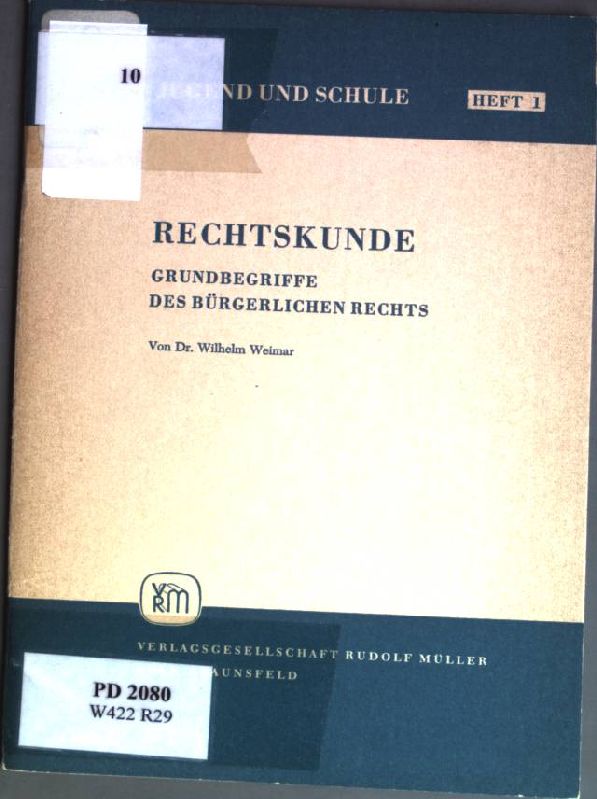 10
JUGEND UND SCHULE
HEFT 1
RECHTSKUNDE
GRUNDBEGRIFFE
DES BÜRGERLICHEN RECHTS
Von Dr. Wilhelm Weimar
VRM
VERLAGSGESELLSCHAFT RUDOLF MÜLLER
AUNSFELD
PD 2080
W422 R29